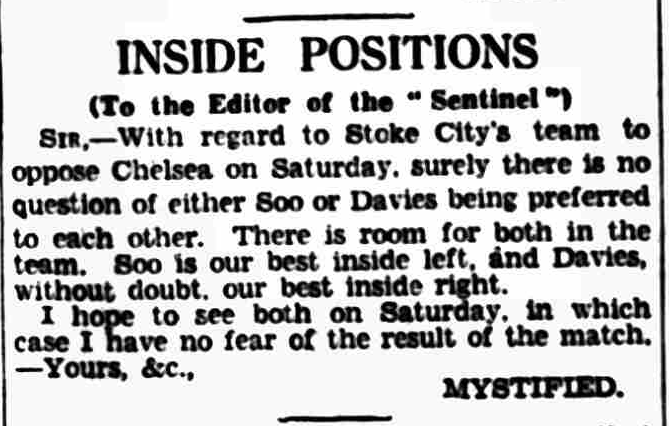 INSIDE POSITIONS
(To the Editor of the "Sentinel")
SIR,—With regard to Stoke City's team to
oppose Chelsea on Saturday, surely there is no
question of either Soo or Davies being preferred
to each other. There is room for both in the
team. Soo is our best inside left, and Davies,
without doubt, our best inside right.
I hope to see both on Saturday, in which
case I have no fear of the result of the match.
—Yours, &c.,
MYSTIFIED.